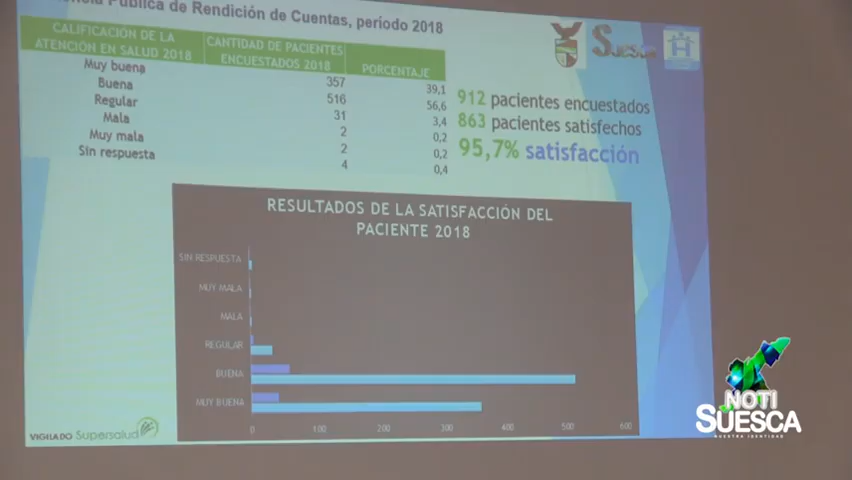 Pública de Rendición de Cuentas, período 2018
CALIFICACIÓN DE LA
ATENCIÓN EN SALUD 2018
CANTIDAD DE PACIENTES
ENCUESTADOS 2018
PORCENTAJE
Muy buena 357 39,1
Buena 516 56,6
Regular 31 3,4
Mala 2 0,2
Muy mala 2 0,2
Sin respuesta 4 0,4
Suesca
H
912 pacientes encuestados
863 pacientes satisfechos
95,7% satisfacción
RESULTADOS DE LA SATISFACCIÓN DEL
PACIENTE 2018
SIN RESPUESTA
MUY MALA
MALA
REGULAR
BUENA
MUY BUENA
0 100 200 300 400 500 600
VIGILADO Supersalud
NOTI
SUESCA
NUESTRA IDENTIDAD